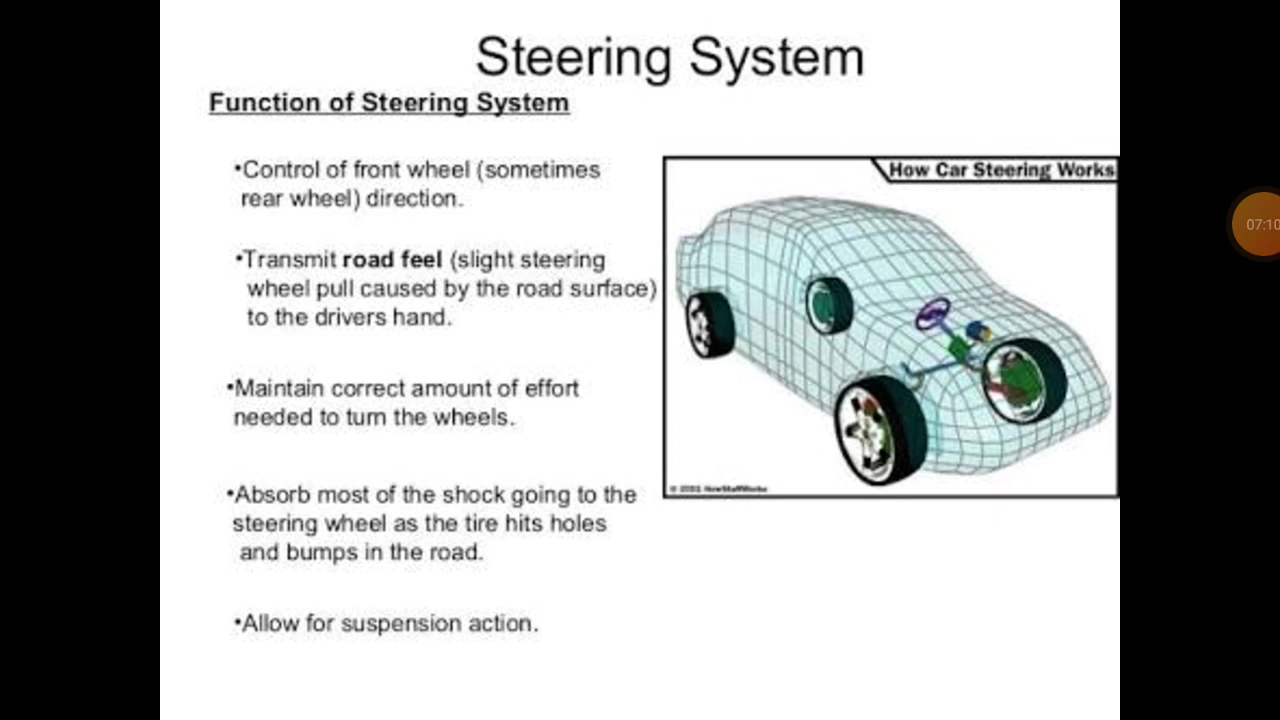 Steering System
Function of Steering System
•Control of front wheel (sometimes
rear wheel) direction.
•Transmit road feel (slight steering
wheel pull caused by the road surface)
to the drivers hand.
•Maintain correct amount of effort
needed to turn the wheels.
•Absorb most of the shock going to the
steering wheel as the tire hits holes
and bumps in the road.
•Allow for suspension action.
How Car Steering Works
© 2001 HowStuffWorks
07:10